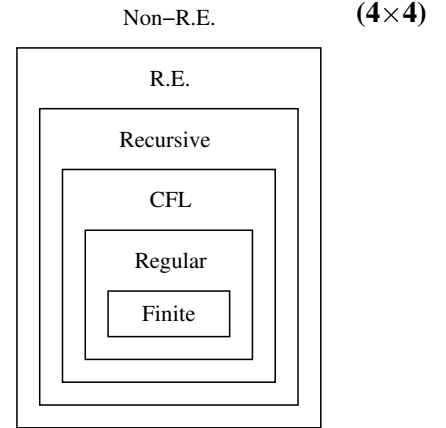 Non−R.E. (4×4)
R.E.
Recursive
CFL
Regular
Finite